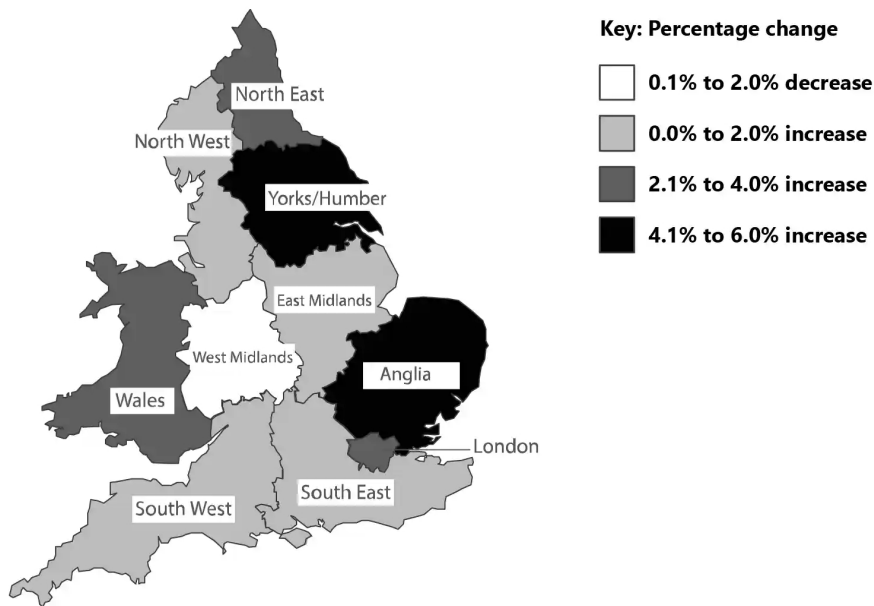 Key: Percentage change
0.1% to 2.0% decrease
0.0% to 2.0% increase
2.1% to 4.0% increase
4.1% to 6.0% increase
North East
North West
Yorks/Humber
East Midlands
West Midlands
Anglia
Wales
London
South East
South West